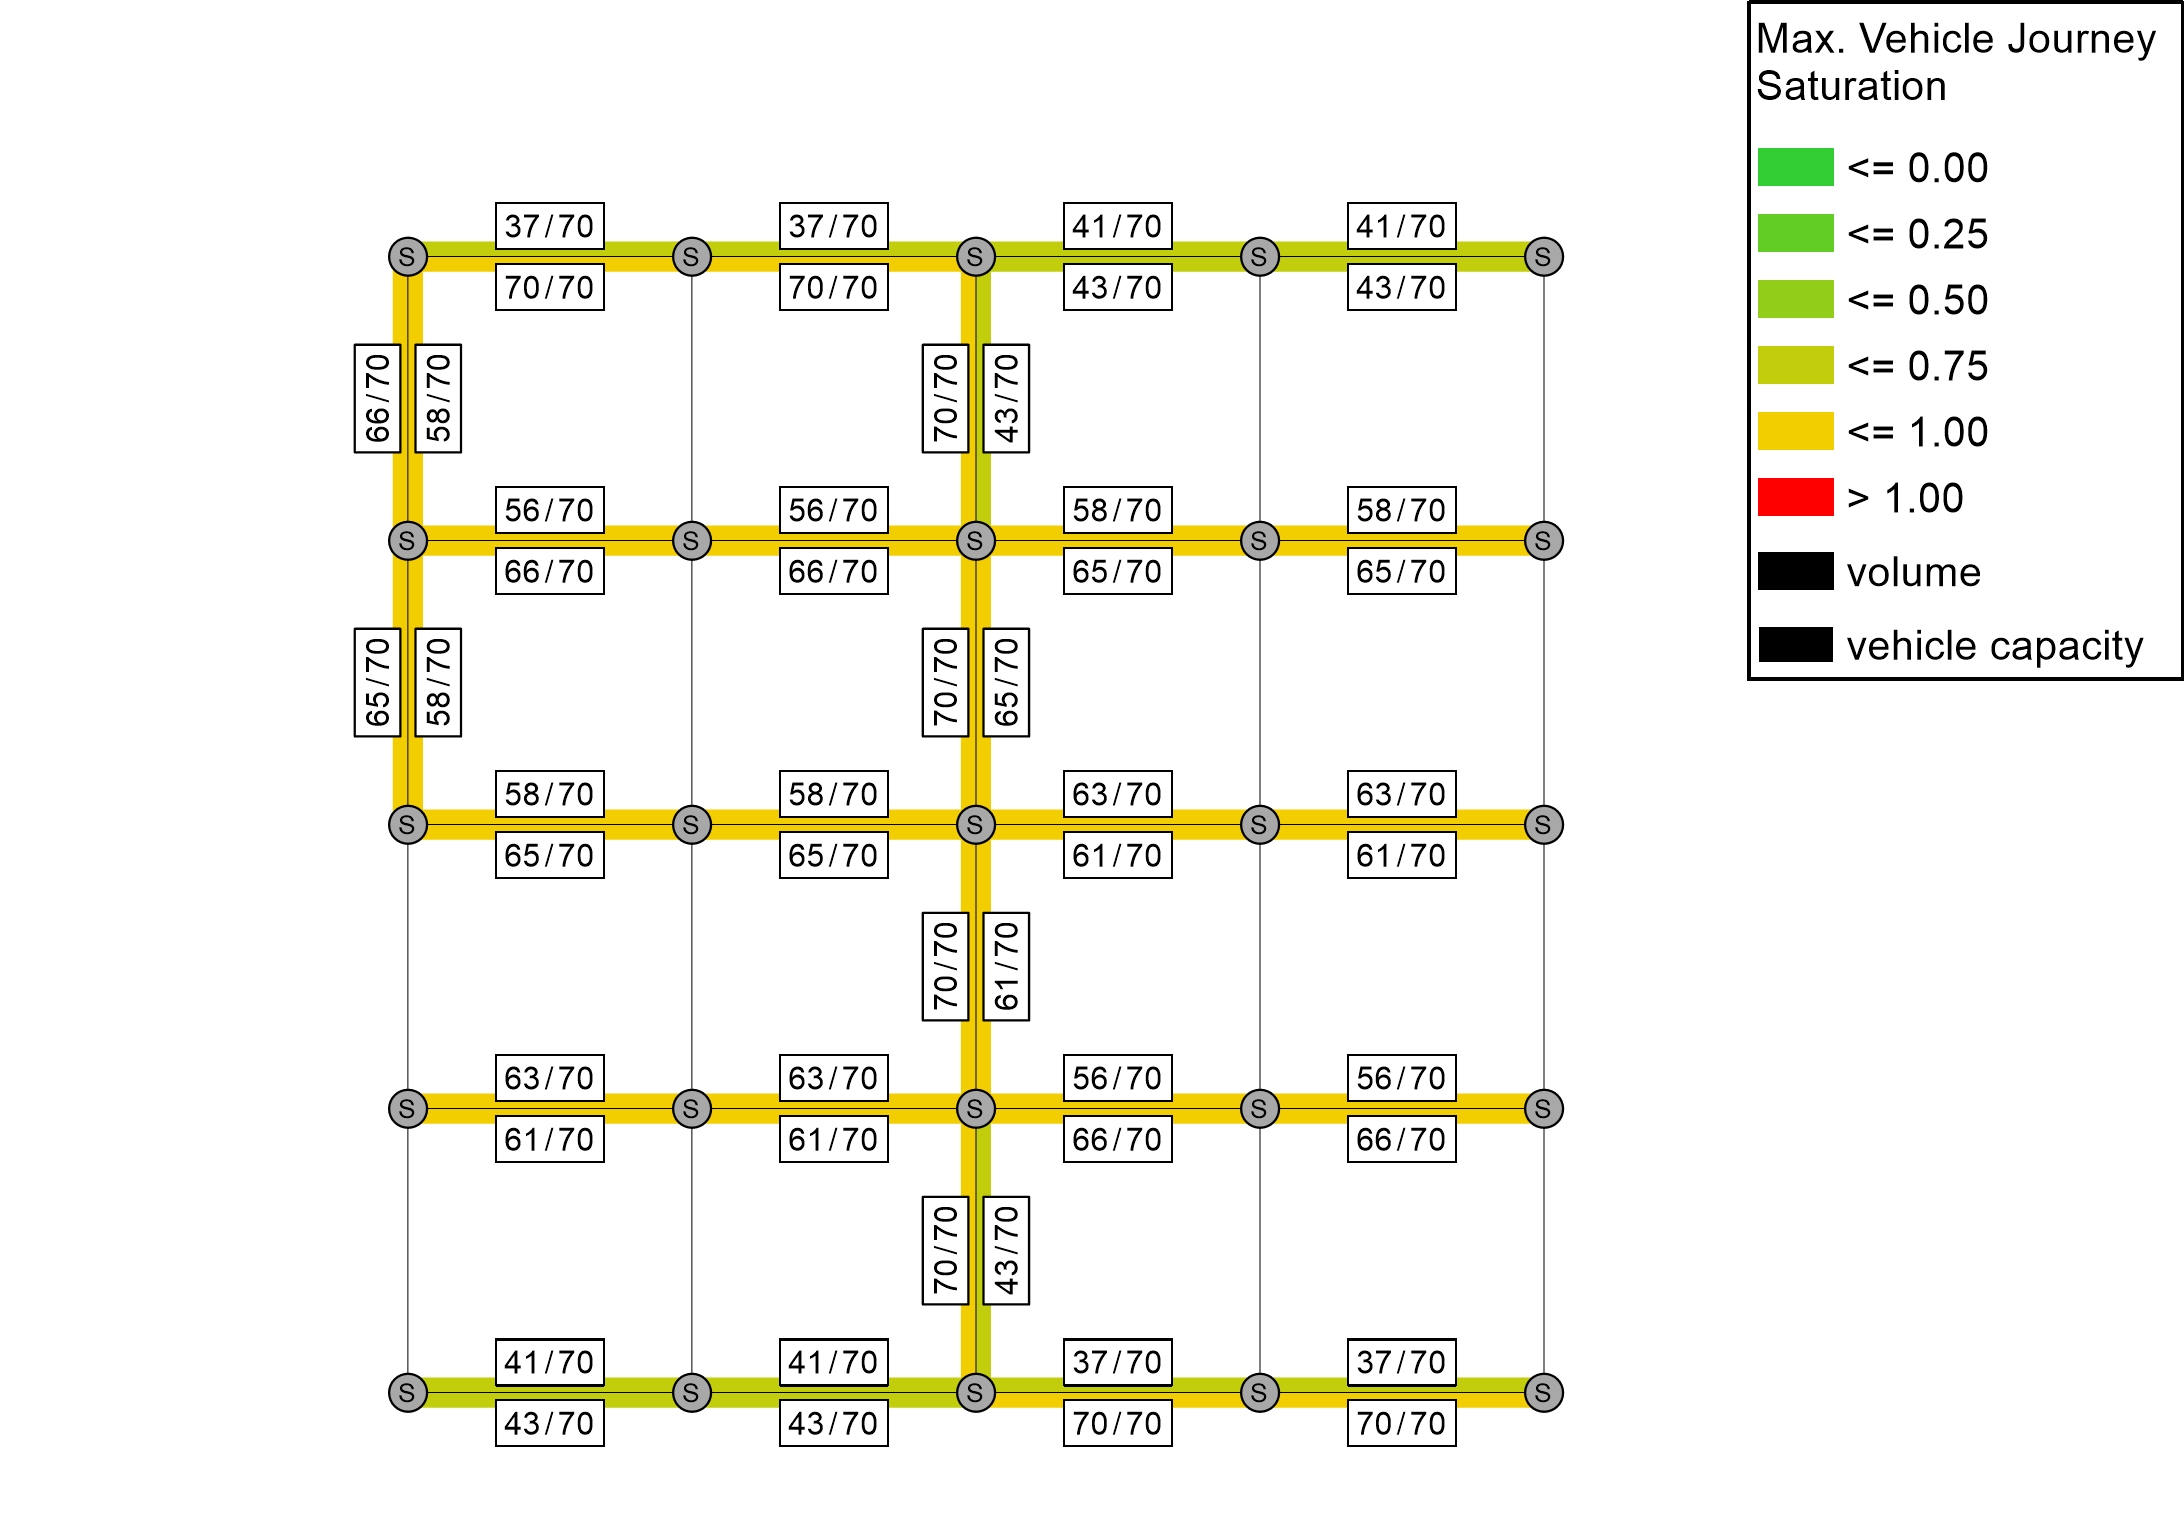 Max. Vehicle Journey
Saturation
<= 0.00
<= 0.25
<= 0.50
<= 0.75
<= 1.00
> 1.00
volume
vehicle capacity
37/70 37/70 41/70 41/70
S S S S S
70/70 70/70 43/70 43/70
66/70 58/70 70/70 43/70
56/70 56/70 58/70 58/70
S S S S S
66/70 66/70 65/70 65/70
65/70 58/70 70/70 65/70
58/70 58/70 63/70 63/70
S S S S S
65/70 65/70 61/70 61/70
70/70 61/70
63/70 63/70 56/70 56/70
S S S S S
61/70 61/70 66/70 66/70
70/70 43/70
41/70 41/70 37/70 37/70
S S S S S
43/70 43/70 70/70 70/70